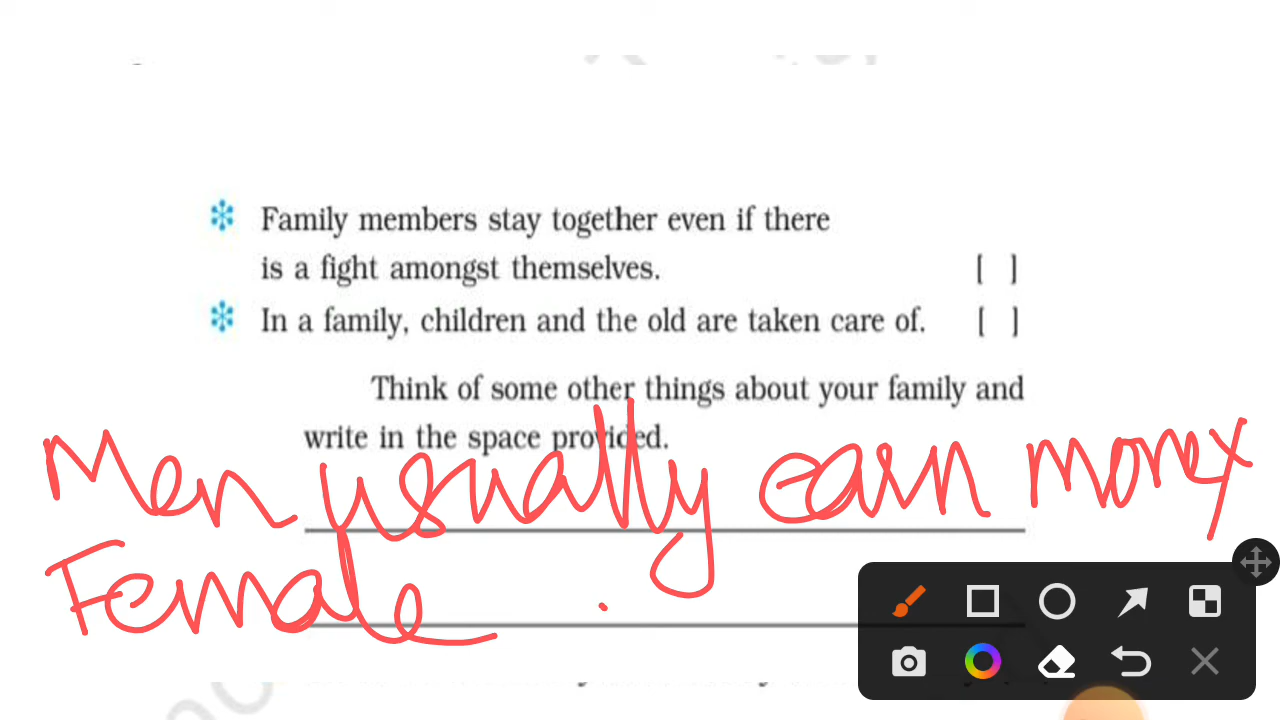 Family members stay together even if there
is a fight amongst themselves. [ ]
In a family, children and the old are taken care of. [ ]
Think of some other things about your family and
write in the space provided.
Men usually earn money
Female